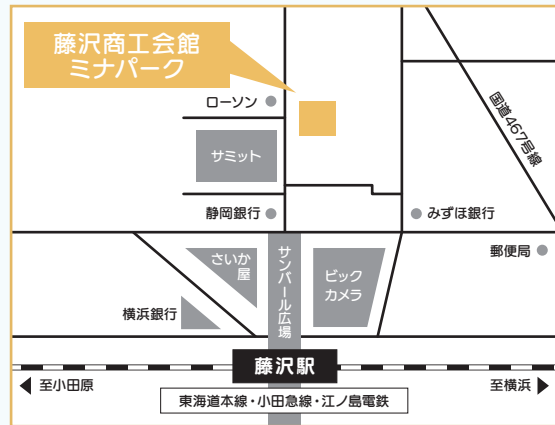 藤沢商工会館
ミナパーク
ローソン
国道467号線
サミット
静岡銀行
みずほ銀行
さいか
屋
サンパール広場
ビック
カメラ
郵便局
横浜銀行
藤沢駅
至小田原
至横浜
東海道本線・小田急線・江ノ島電鉄